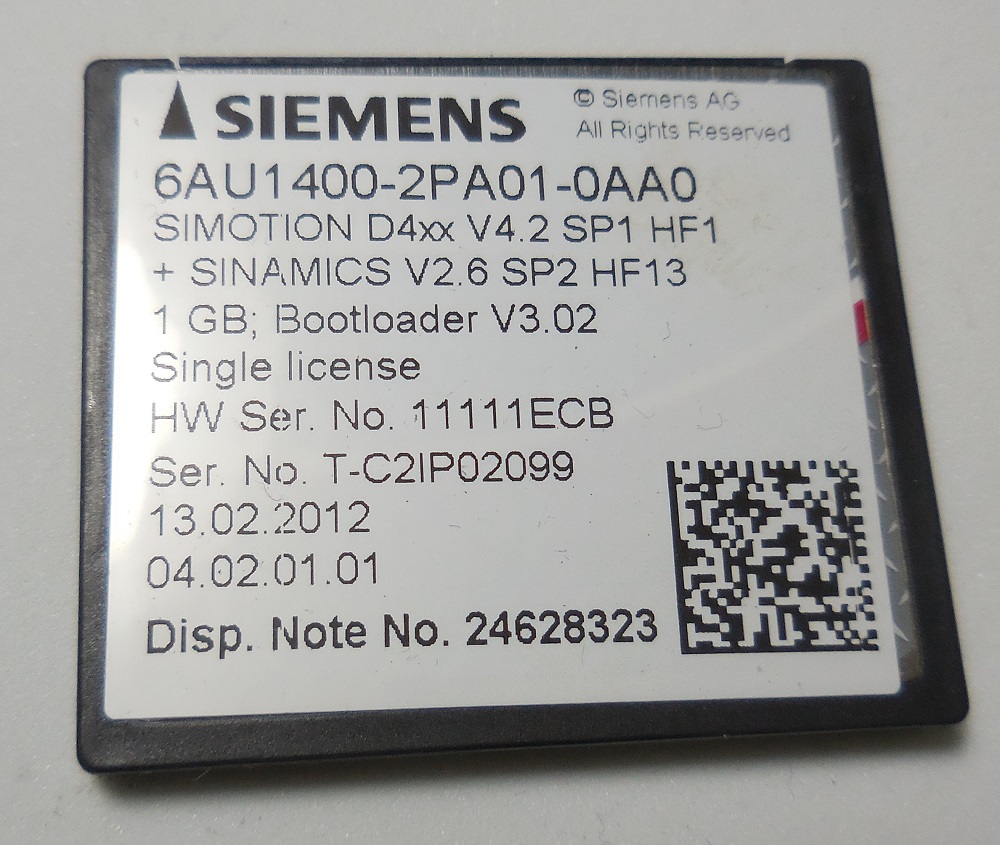 SIEMENS
© Siemens AG
All Rights Reserved
6AU1400-2PA01-0AA0
SIMOTION D4xx V4.2 SP1 HF1
+ SINAMICS V2.6 SP2 HF13
1 GB; Bootloader V3.02
Single license
HW Ser. No. 11111ECB
Ser. No. T-C2IP02099
13.02.2012
04.02.01.01
Disp. Note No. 24628323